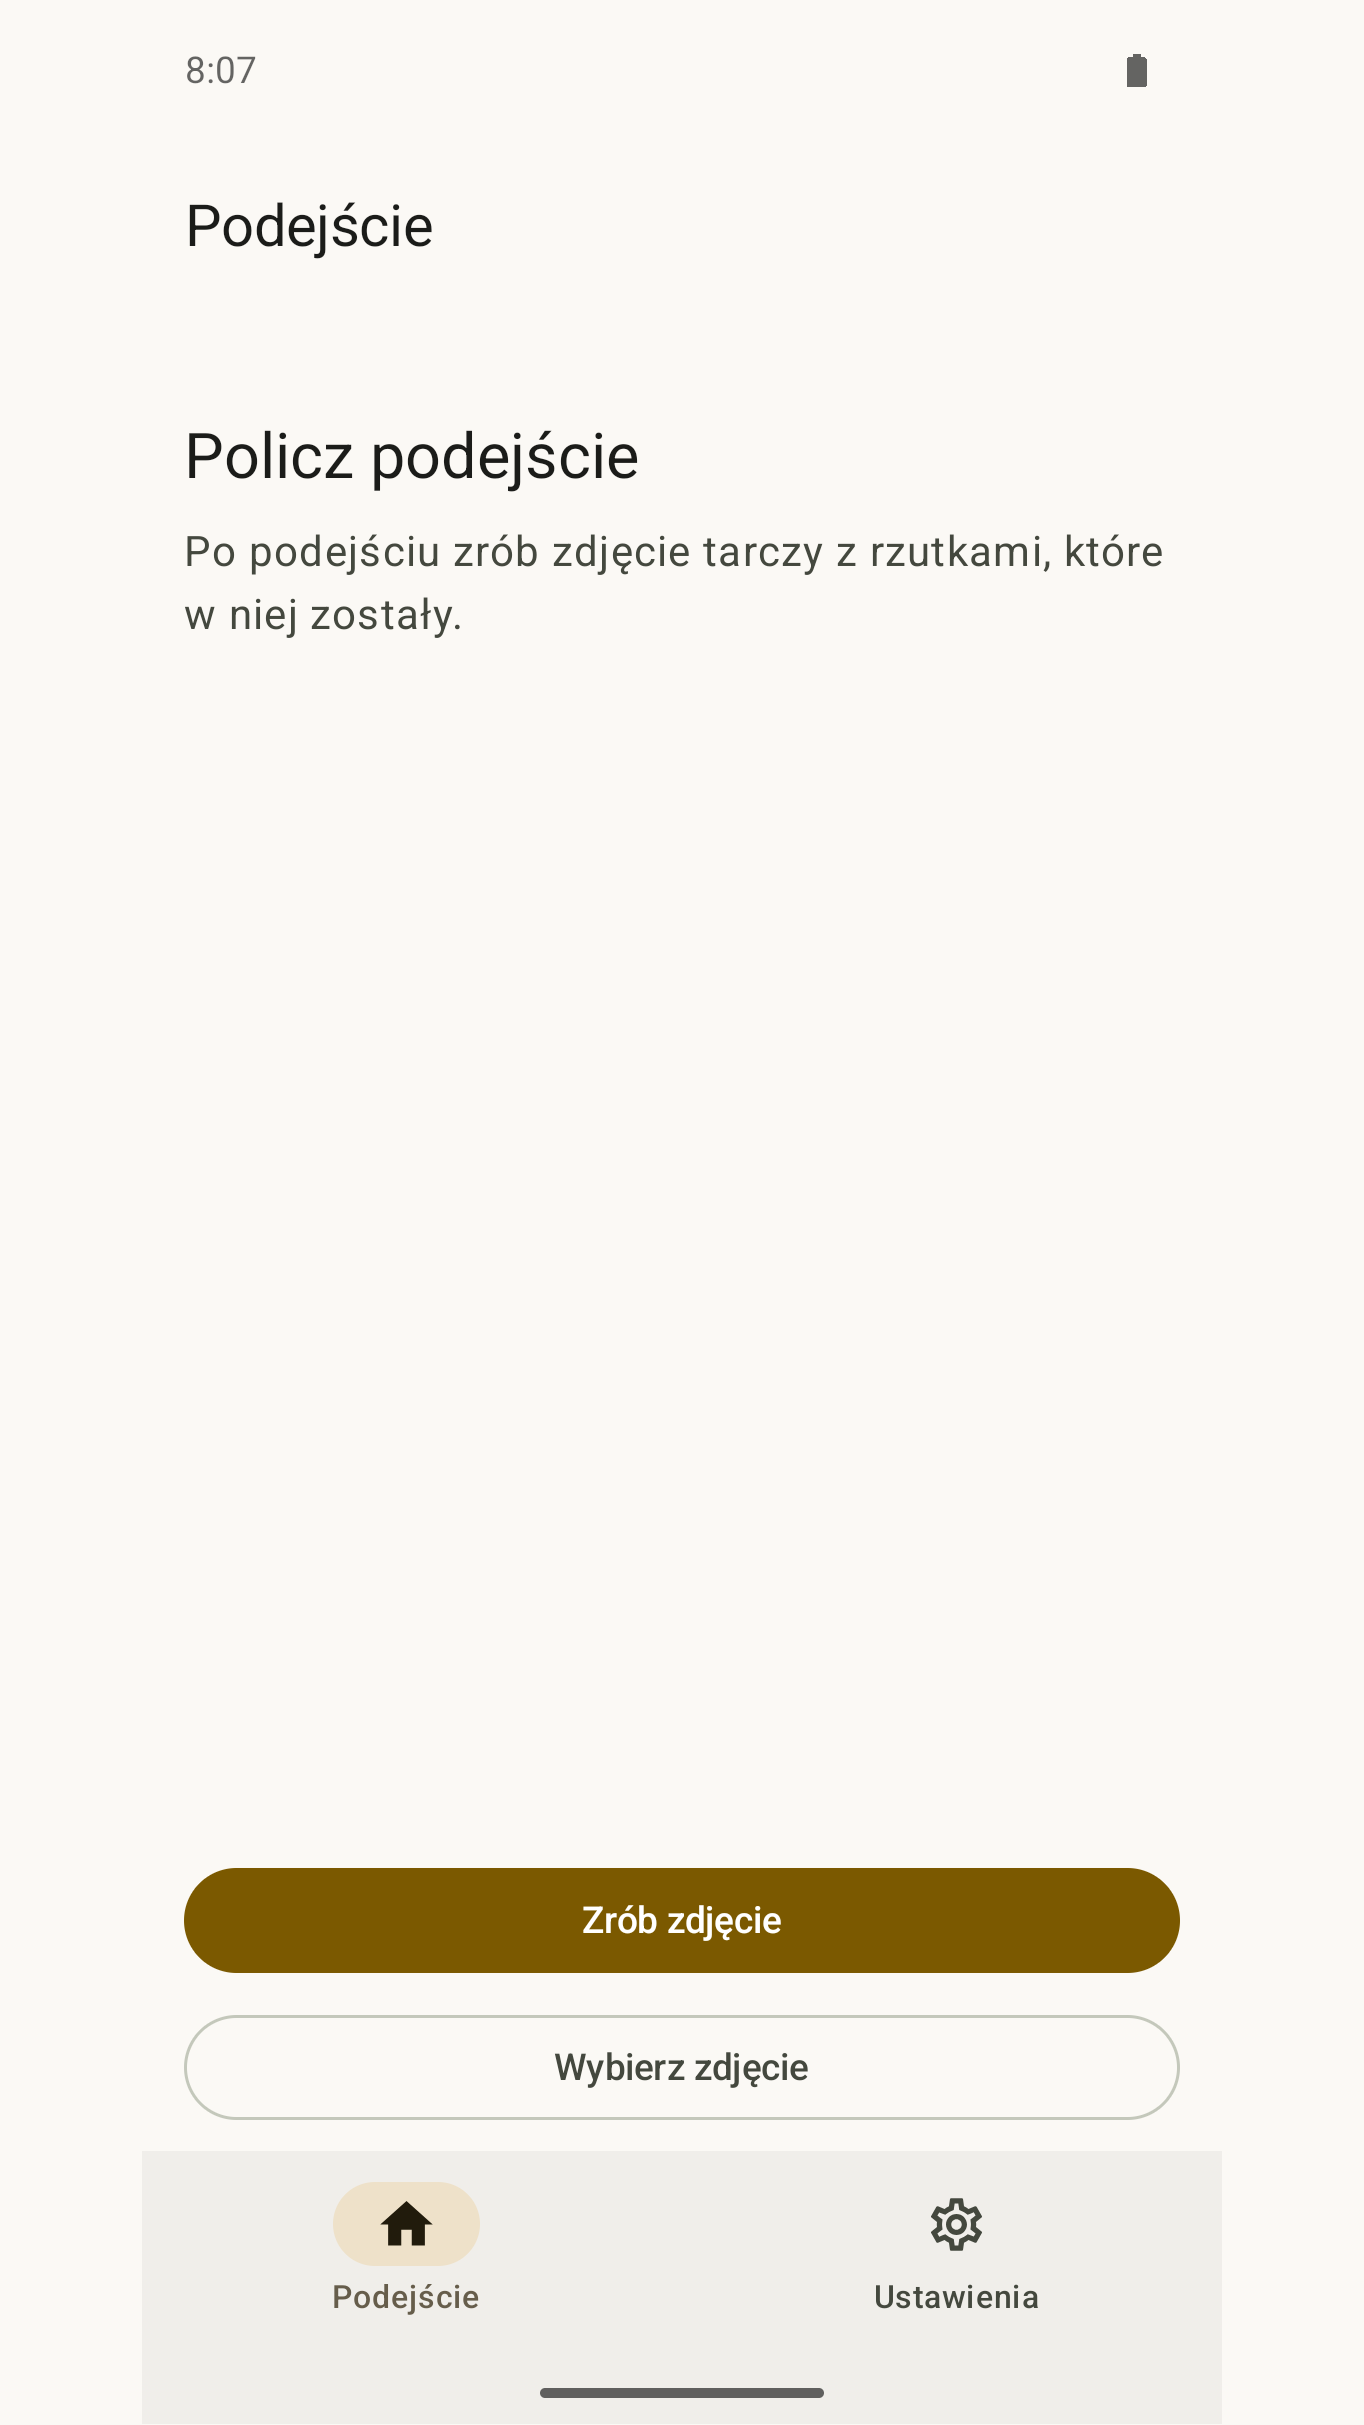 8:07
Podejście
Policz podejście
Po podejściu zrób zdjęcie tarczy z rzutkami, które
w niej zostały.
Zrób zdjęcie
Wybierz zdjęcie
Podejście
Ustawienia